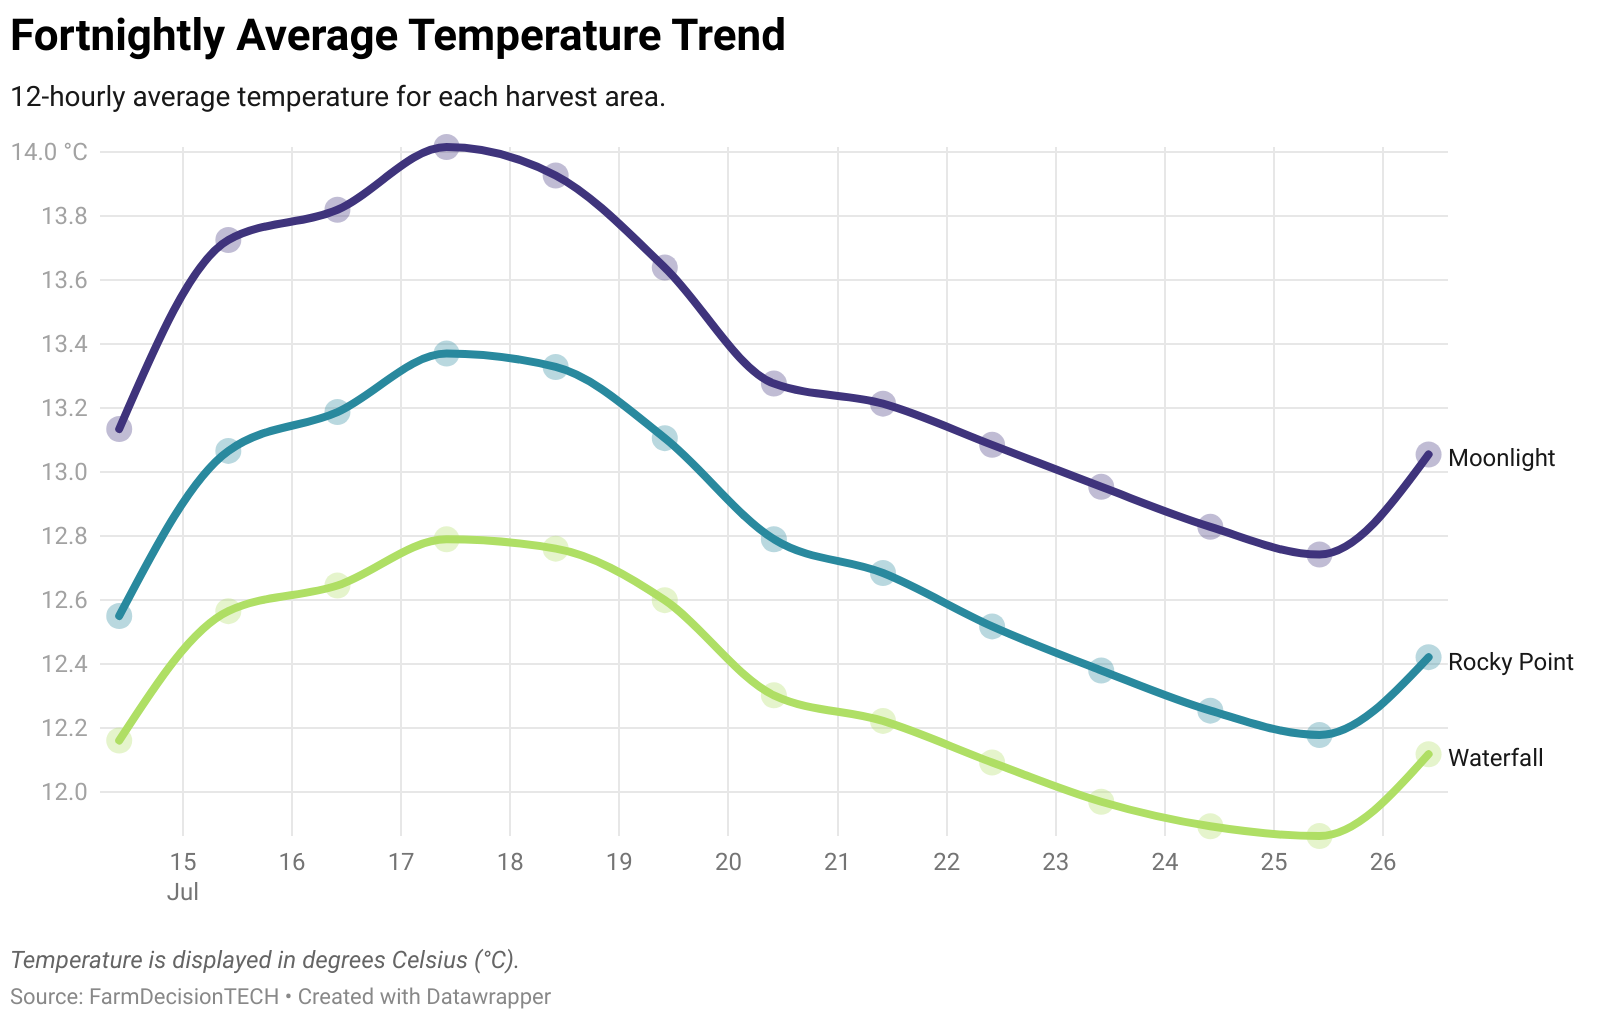 Fortnightly Average Temperature Trend
12-hourly average temperature for each harvest area.
14.0 °C
13.8
13.6
13.4
13.2
13.0
12.8
12.6
12.4
12.2
12.0
Moonlight
Rocky Point
Waterfall
15 16 17 18 19 20 21 22 23 24 25 26
Jul
Temperature is displayed in degrees Celsius (°C).
Source: FarmDecisionTECH • Created with Datawrapper